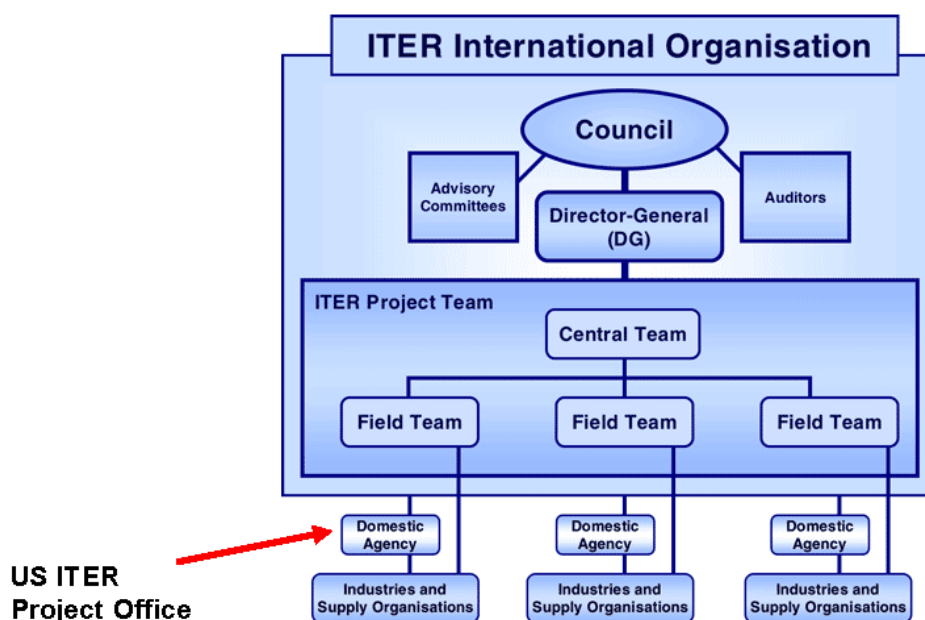 ITER International Organisation
Council
Advisory
Committees
Auditors
Director-General
(DG)
ITER Project Team
Central Team
Field Team
Field Team
Field Team
Domestic
Agency
Domestic
Agency
Domestic
Agency
US ITER
Project Office
Industries and
Supply Organisations
Industries and
Supply Organisations
Industries and
Supply Organisations